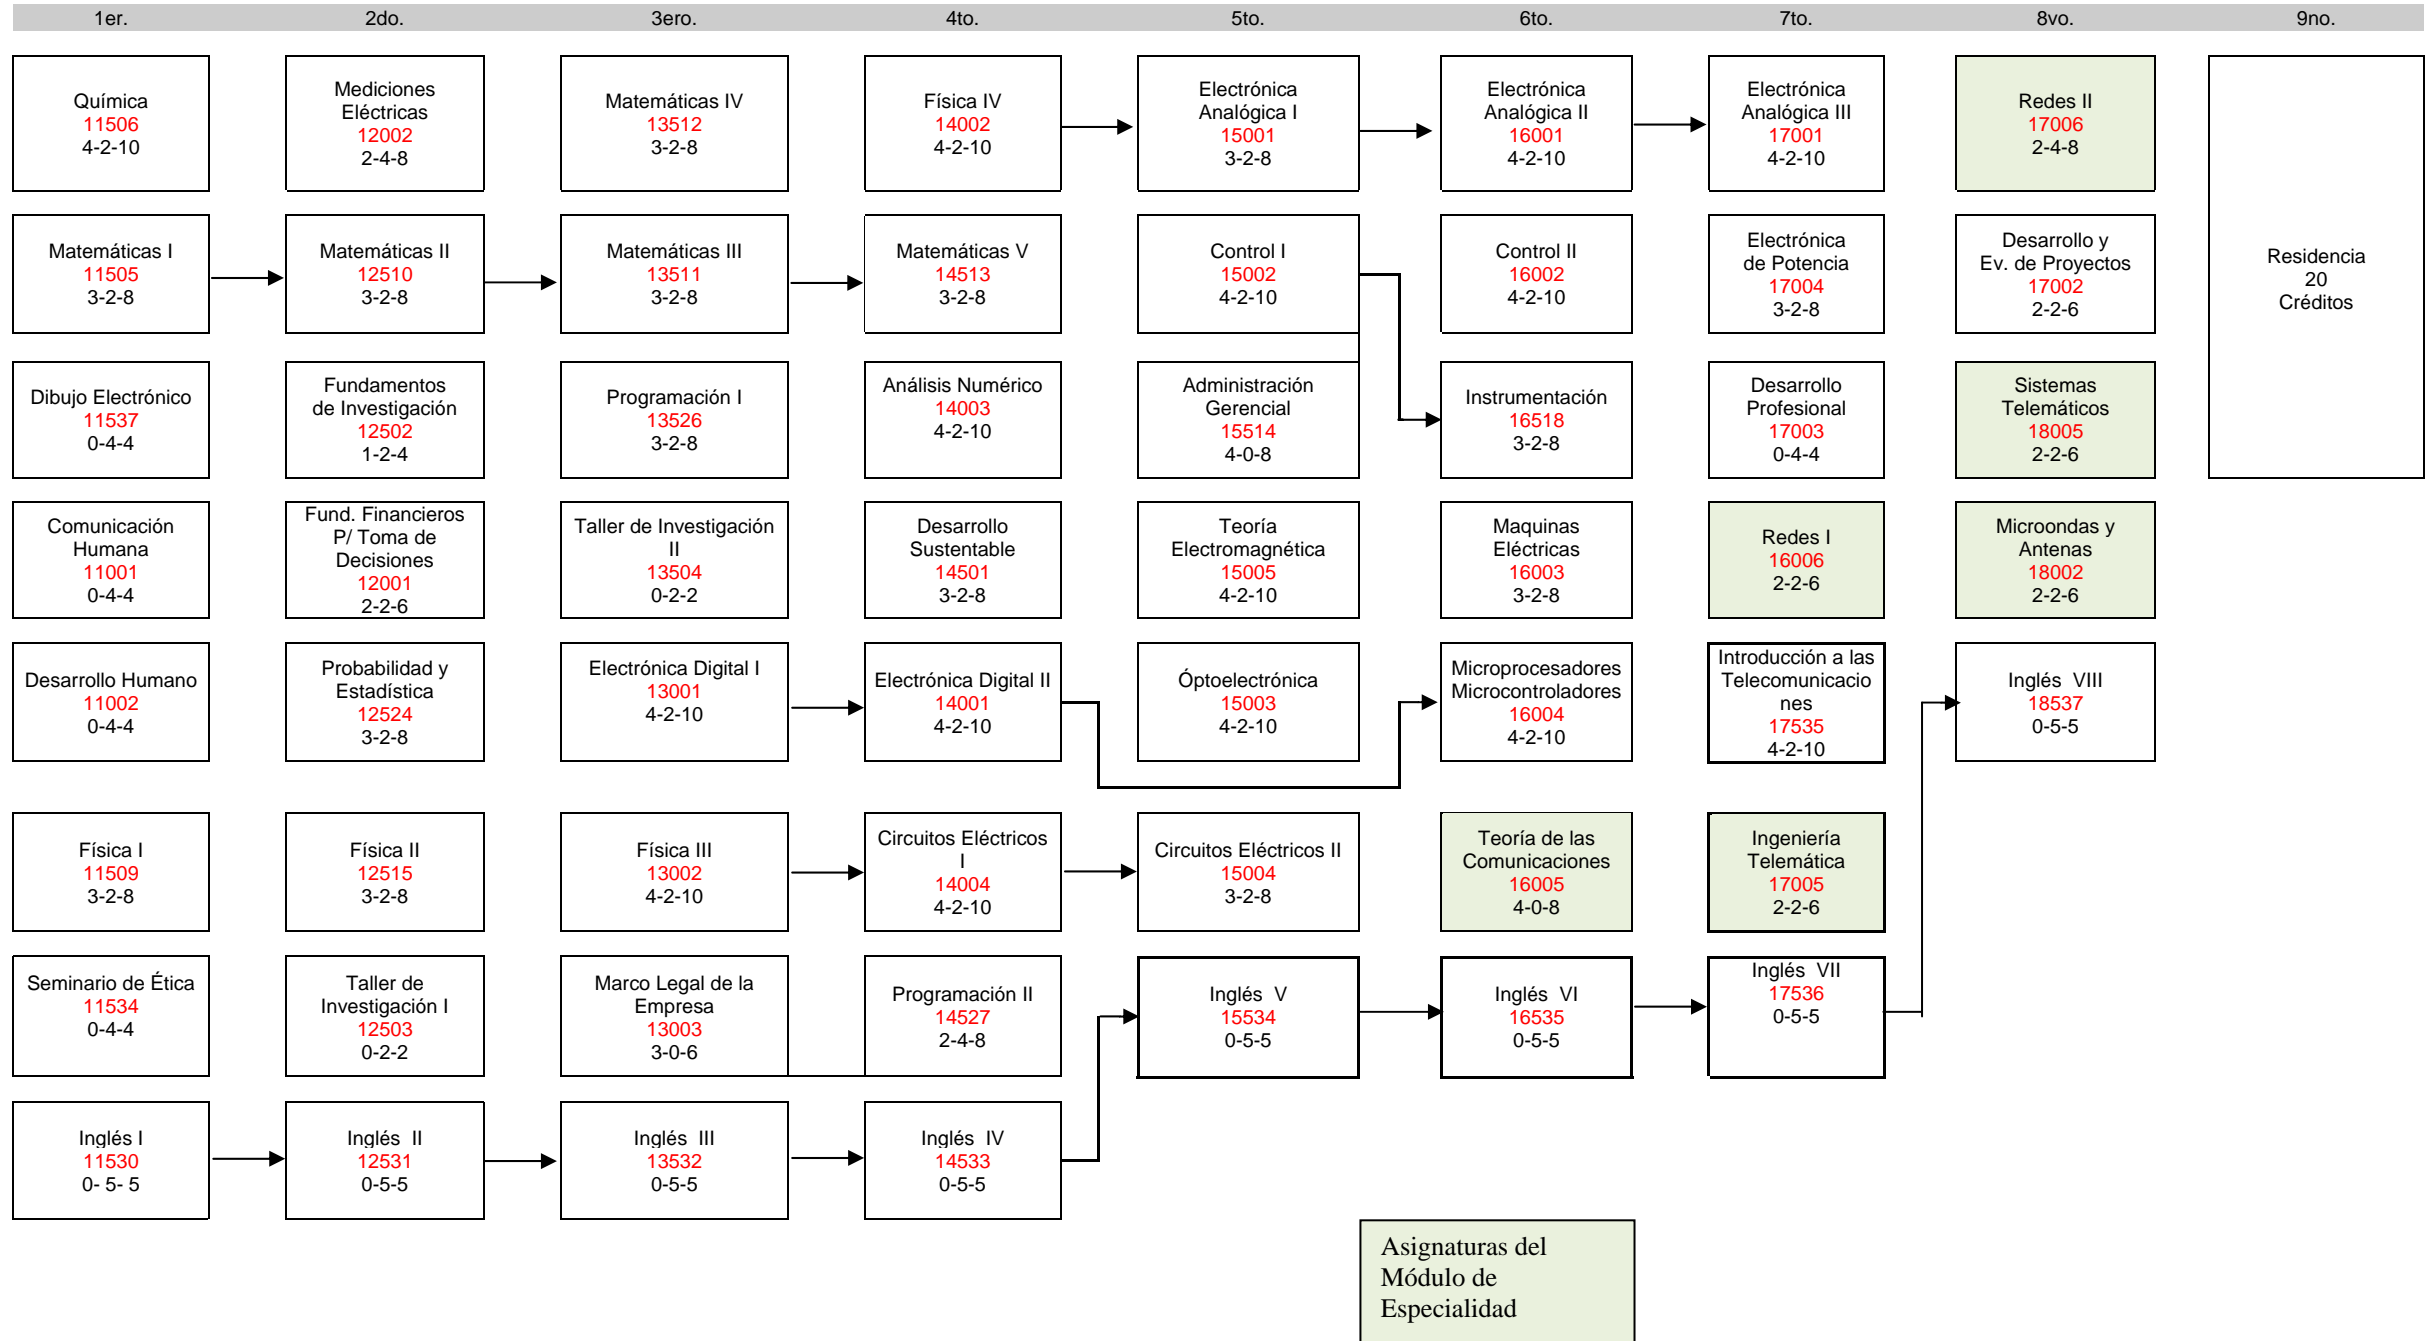 1er.
2do.
3ero.
4to.
5to.
6to.
7to.
8vo.
9no.
Química
11506
4-2-10
Mediciones
Eléctricas
12002
2-4-8
Matemáticas IV
13512
3-2-8
Física IV
14002
4-2-10
Electrónica
Analógica I
15001
3-2-8
Electrónica
Analógica II
16001
4-2-10
Electrónica
Analógica III
17001
4-2-10
Redes II
17006
2-4-8
Residencia
20
Créditos
Matemáticas I
11505
3-2-8
Matemáticas II
12510
3-2-8
Matemáticas III
13511
3-2-8
Matemáticas V
14513
3-2-8
Control I
15002
4-2-10
Control II
16002
4-2-10
Electrónica
de Potencia
17004
3-2-8
Desarrollo y
Ev. de Proyectos
17002
2-2-6
Dibujo Electrónico
11537
0-4-4
Fundamentos
de Investigación
12502
1-2-4
Programación I
13526
3-2-8
Análisis Numérico
14003
4-2-10
Administración
Gerencial
15514
4-0-8
Instrumentación
16518
3-2-8
Desarrollo
Profesional
17003
0-4-4
Sistemas
Telemáticos
18005
2-2-6
Comunicación
Humana
11001
0-4-4
Fund. Financieros
P/ Toma de
Decisiones
12001
2-2-6
Taller de Investigación
II
13504
0-2-2
Desarrollo
Sustentable
14501
3-2-8
Teoría
Electromagnética
15005
4-2-10
Maquinas
Eléctricas
16003
3-2-8
Redes I
16006
2-2-6
Microondas y
Antenas
18002
2-2-6
Desarrollo Humano
11002
0-4-4
Probabilidad y
Estadística
12524
3-2-8
Electrónica Digital I
13001
4-2-10
Electrónica Digital II
14001
4-2-10
Óptoelectrónica
15003
4-2-10
Microprocesadores
Microcontroladores
16004
4-2-10
Introducción a las
Telecomunicacio
nes
17535
4-2-10
Inglés VIII
18537
0-5-5
Física I
11509
3-2-8
Física II
12515
3-2-8
Física III
13002
4-2-10
Circuitos Eléctricos
I
14004
4-2-10
Circuitos Eléctricos II
15004
3-2-8
Teoría de las
Comunicaciones
16005
4-0-8
Ingeniería
Telemática
17005
2-2-6
Seminario de Ética
11534
0-4-4
Taller de
Investigación I
12503
0-2-2
Marco Legal de la
Empresa
13003
3-0-6
Programación II
14527
2-4-8
Inglés V
15534
0-5-5
Inglés VI
16535
0-5-5
Inglés VII
17536
0-5-5
Inglés I
11530
0- 5- 5
Inglés II
12531
0-5-5
Inglés III
13532
0-5-5
Inglés IV
14533
0-5-5
Asignaturas del
Módulo de
Especialidad